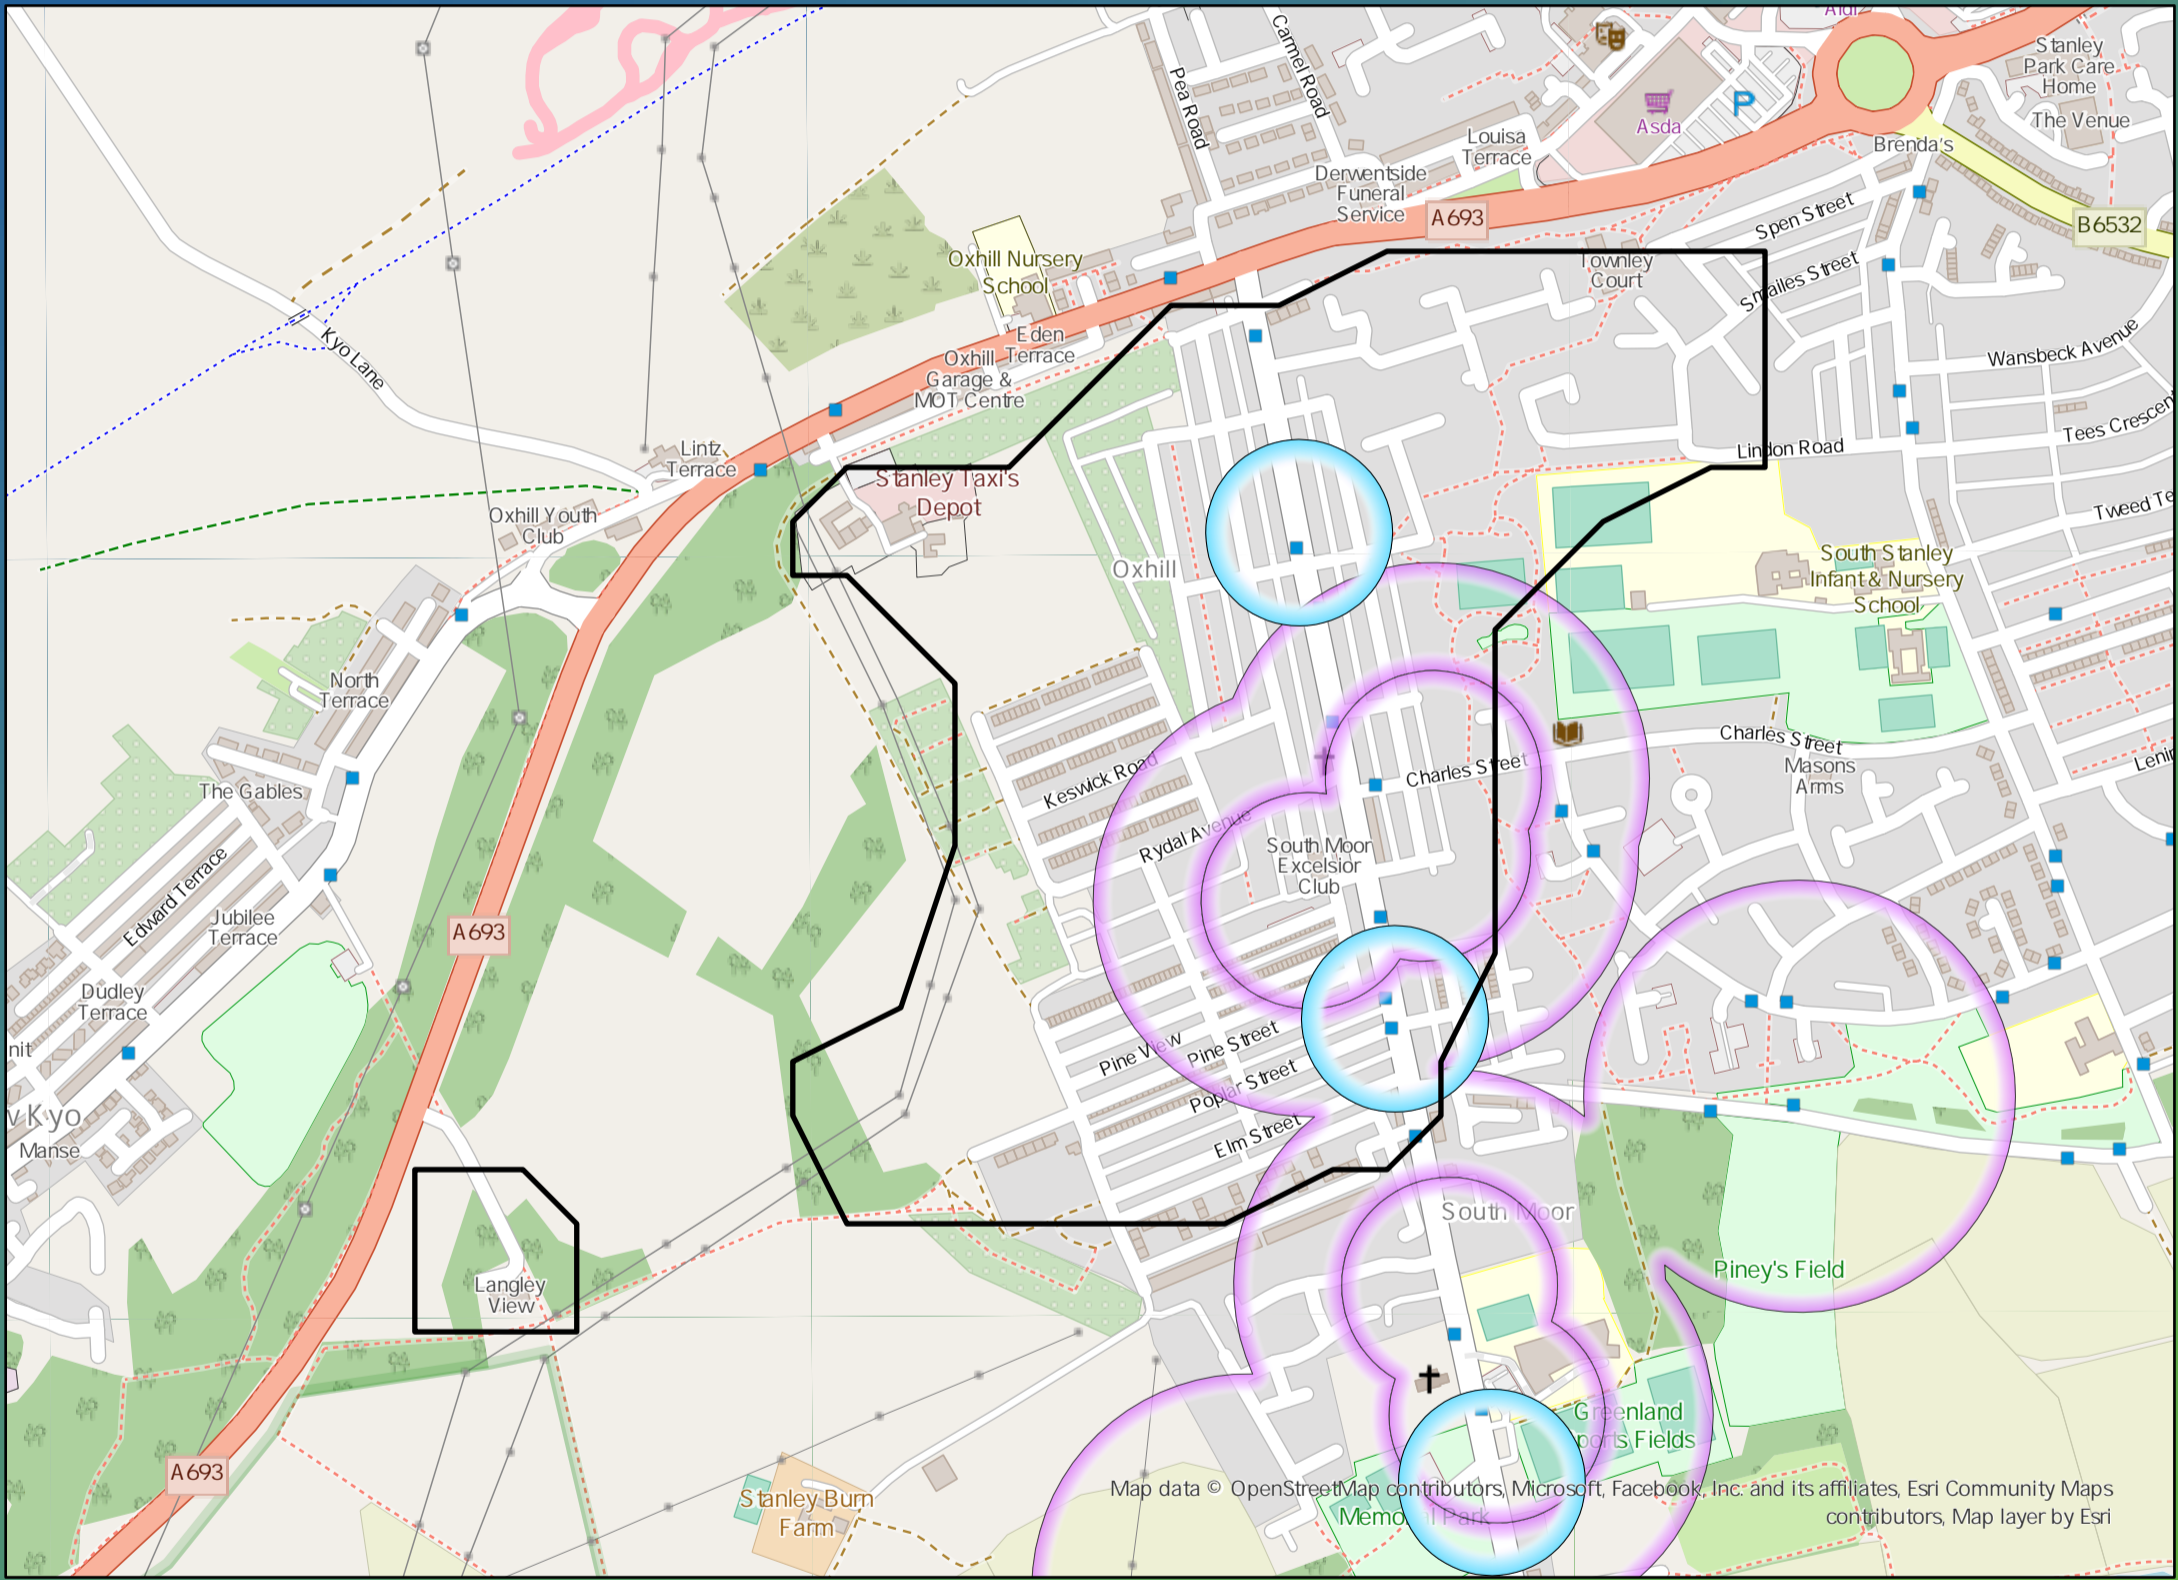 Aldi
Stanley
Park Care
Home
The Venue
Carmel Road
Pea Road
Asda
P
Louisa
Terrace
Brenda's
Derwentside
Funeral
Service
A693
Spen Street
B6532
Oxhill Nursery
School
Townley
Court
Smailes Street
Kyo Lane
Eden
Terrace
Oxhill
Garage &
MOT Centre
Wansbeck Avenue
Tees Crescent
Lintz
Terrace
Lindon Road
Stanley Taxi's
Depot
Tweed Te
Oxhill Youth
Club
Oxhill
South Stanley
Infant & Nursery
School
North
Terrace
Charles Street
Masons
Arms
Keswick Road
Charles Street
The Gables
Rydal Avenue
South Moor
Excelsior
Club
Edward Terrace
Jubilee
Terrace
A693
Dudley
Terrace
nit
Pine View
Pine Street
Poplar Street
Elm Street
v Kyo
Manse
South Moor
Piney's Field
Langley
View
Greenland
Sports Fields
A693
Stanley Burn
Farm
Memorial Park
Map data © OpenStreetMap contributors, Microsoft, Facebook, Inc. and its affiliates, Esri Community Maps
contributors, Map layer by Esri